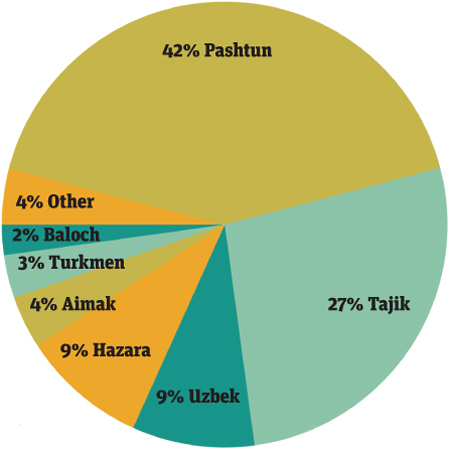 42% Pashtun
4% Other
2% Baloch
3% Turkmen
4% Aimak
27% Tajik
9% Hazara
9% Uzbek